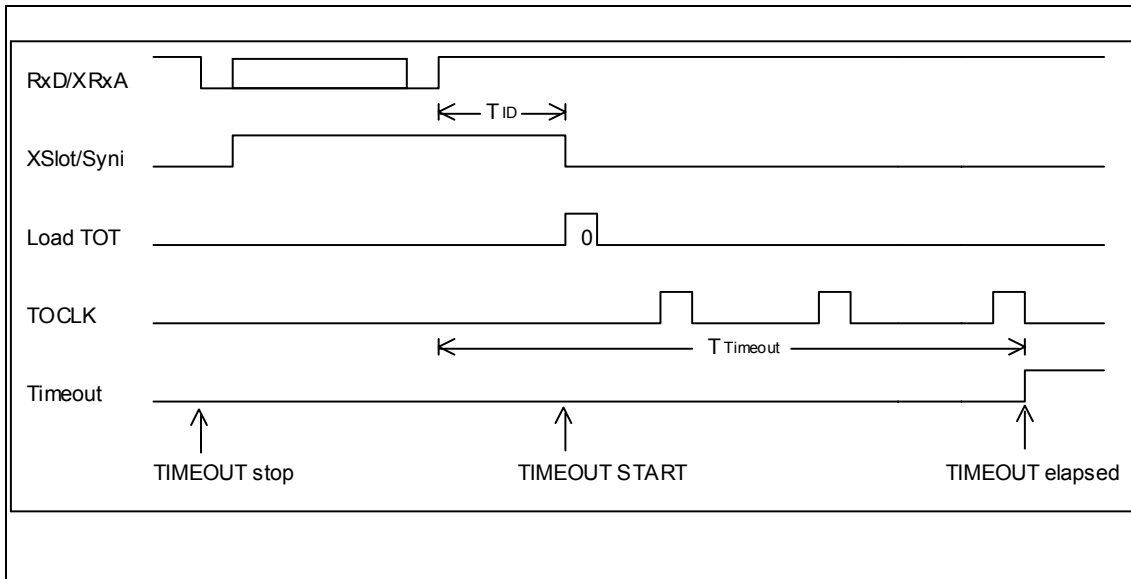 RxD/XRxA
TID
XSlot/Syni
Load TOT
0
TOCLK
TTimeout
Timeout
TIMEOUT stop
TIMEOUT START
TIMEOUT elapsed